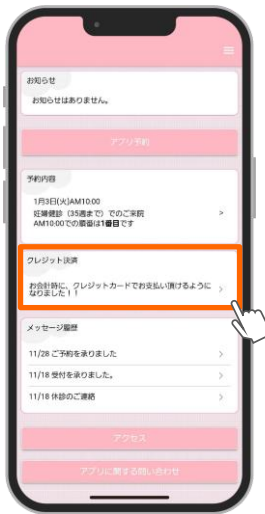 お知らせ
お知らせはありません。
アプリ予約
予約内容
1月3日(火)AM10:00
妊婦健診（35週まで）でのご来院
AM10:00での順番は1番目です
クレジット決済
お会計時に、クレジットカードでお支払い頂けるように
なりました！！
メッセージ履歴
11/28 ご予約を承りました
11/18 受付を承りました。
11/18 休診のご連絡
アクセス
アプリに関する問い合わせ